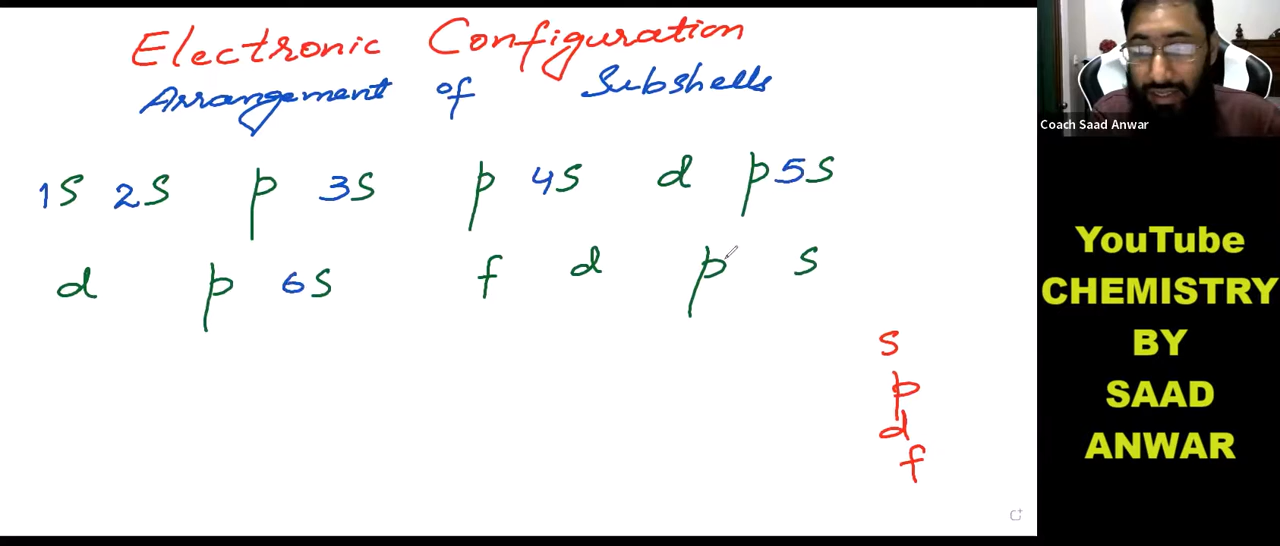 Electronic Configuration
Arrangement of Subshells
1S 2S p 3S p 4S d p 5S
d p 6S f d p S
s
p
d
f
Coach Saad Anwar
YouTube
CHEMISTRY
BY
SAAD
ANWAR